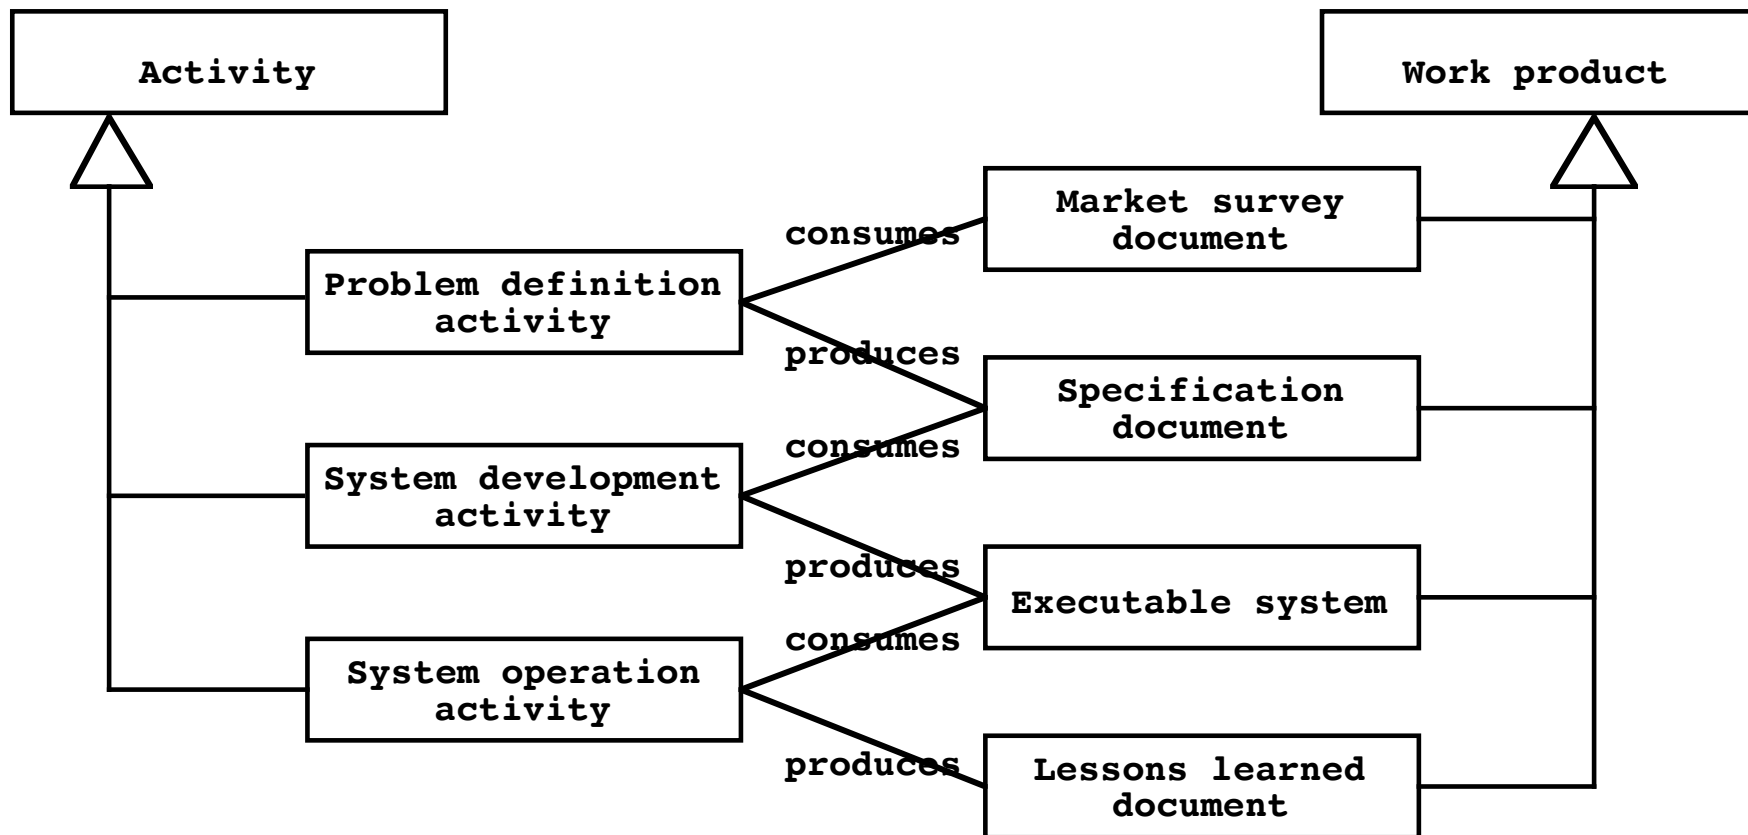 Activity
Work product
Market survey
document
consumes
Problem definition
activity
produces
Specification
document
consumes
System development
activity
produces
Executable system
consumes
System operation
activity
produces
Lessons learned
document